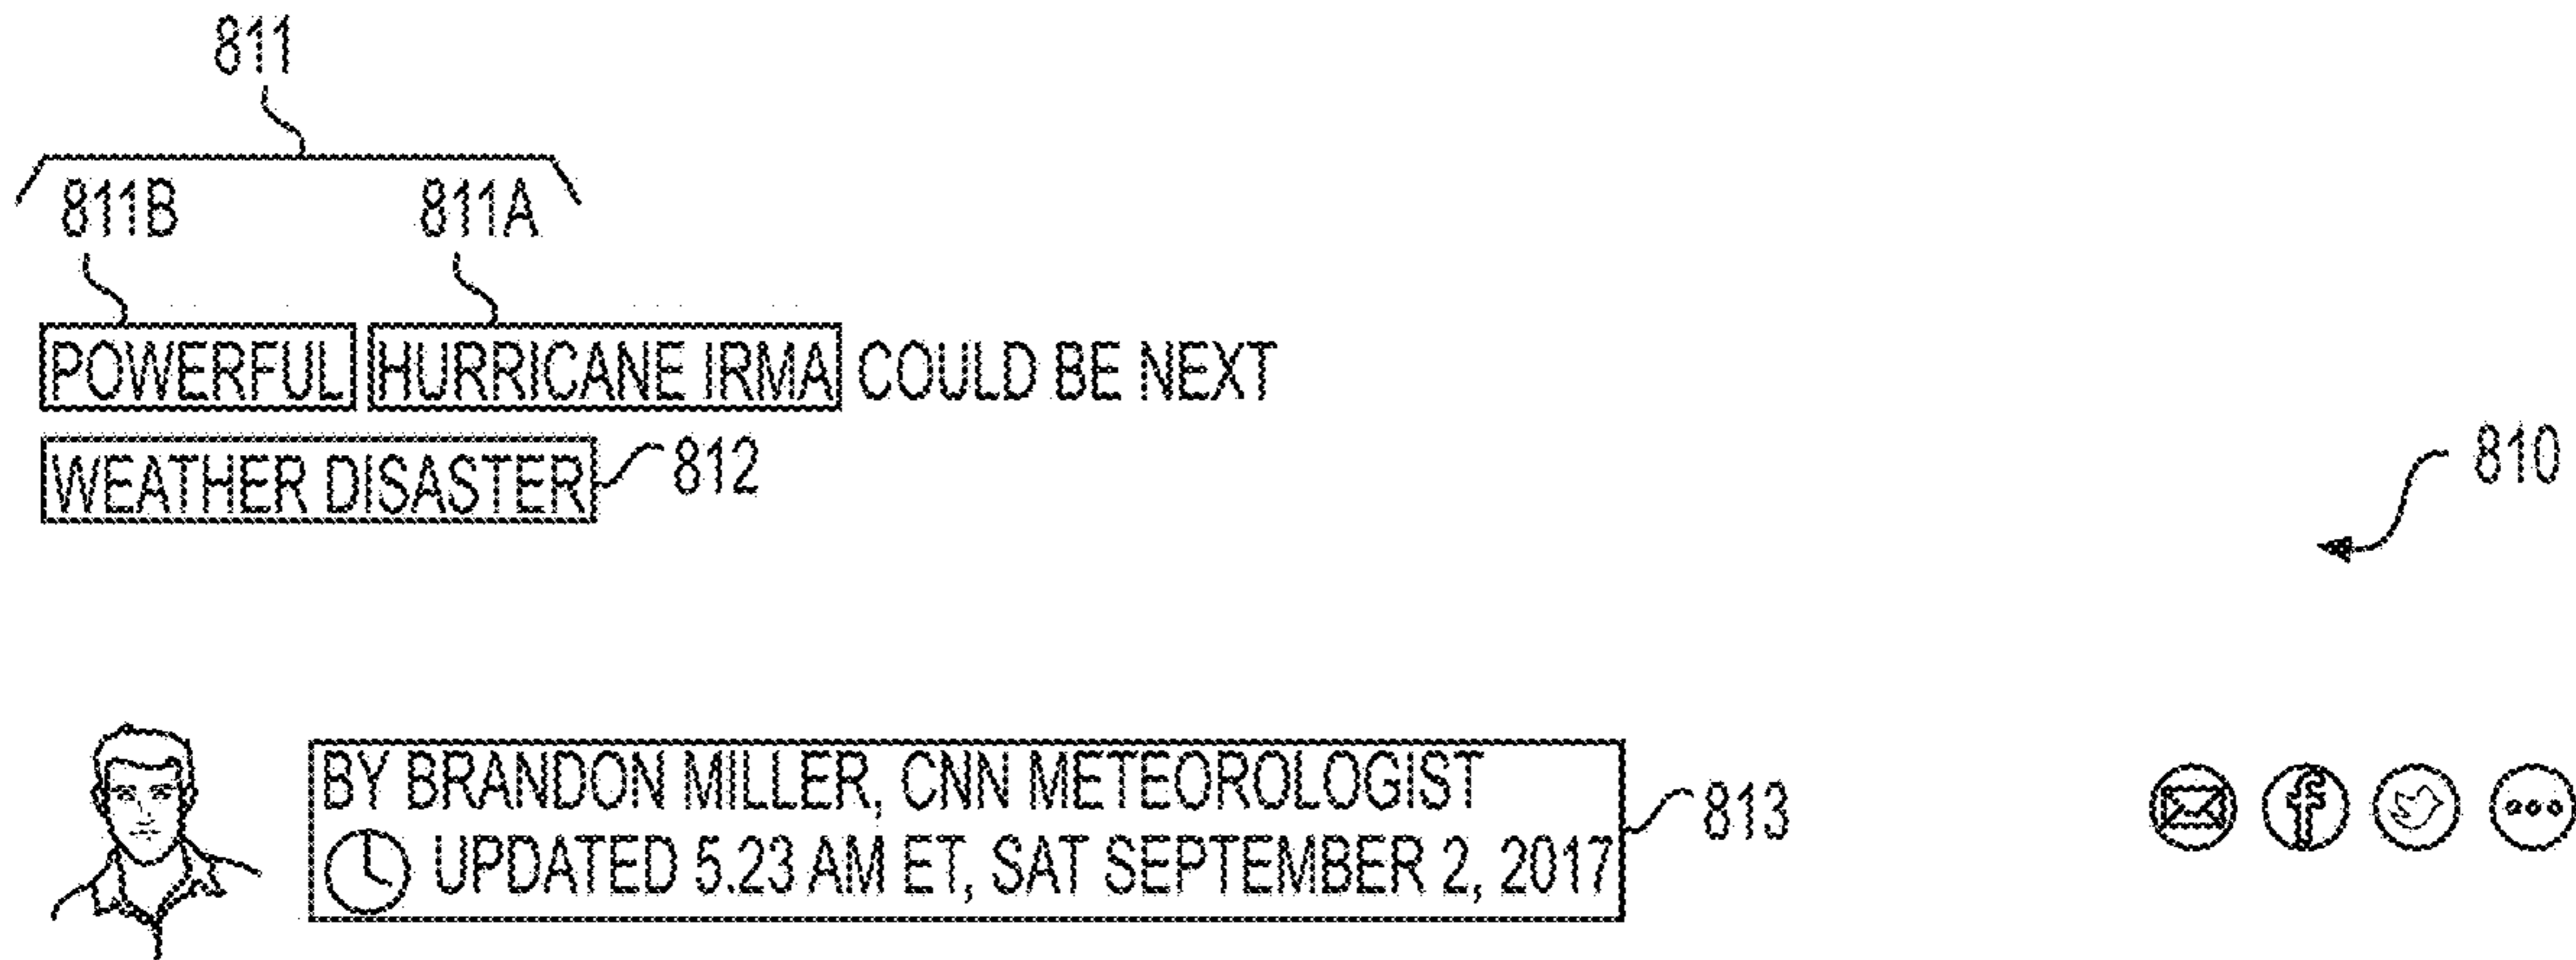 811
811B 811A
POWERFUL HURRICANE IRMA COULD BE NEXT
WEATHER DISASTER 812
810
BY BRANDON MILLER, CNN METEOROLOGIST
UPDATED 5.23 AM ET, SAT SEPTEMBER 2, 2017
813
f